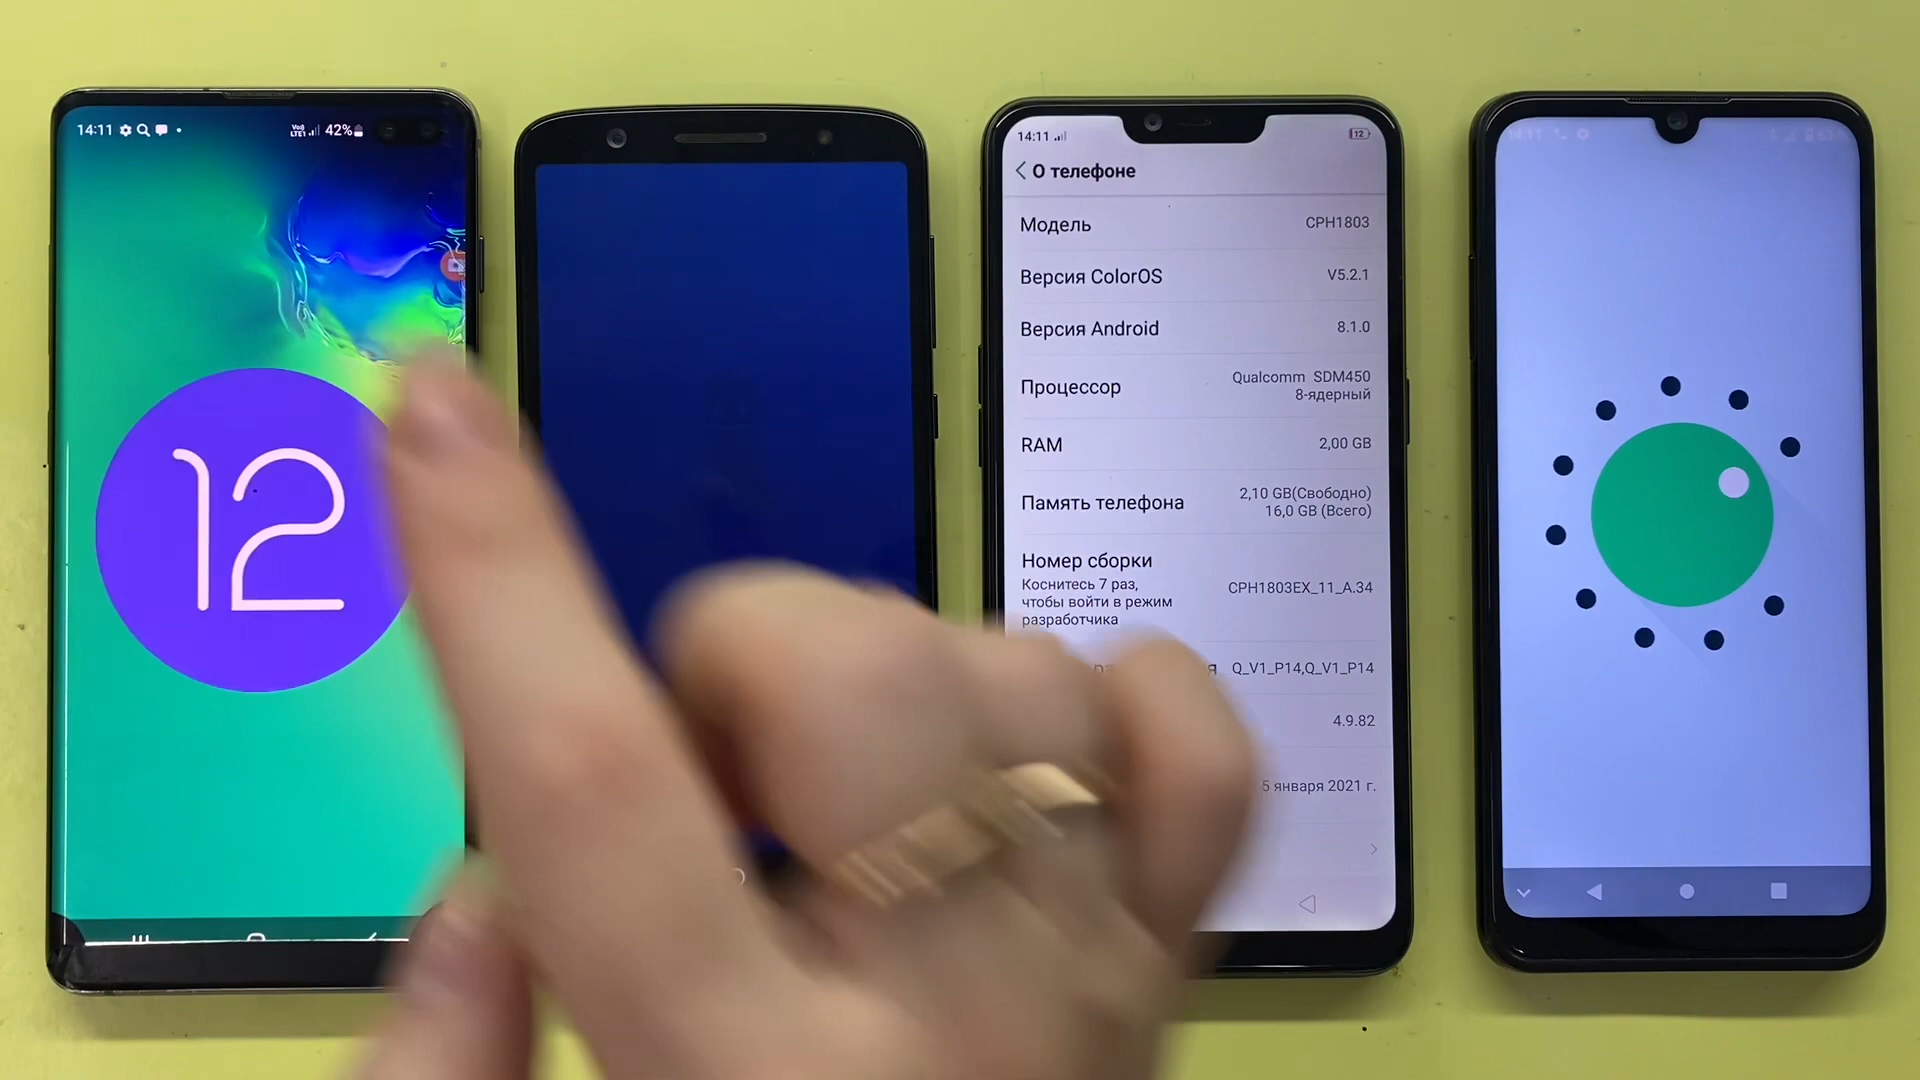 14:11
Vo)) LTE1 42%
12
14:11
12
О телефоне
Модель CPH1803
Версия ColorOS V5.2.1
Версия Android 8.1.0
Процессор Qualcomm SDM450
8-ядерный
RAM 2,00 GB
Память телефона 2,10 GB(Свободно)
16,0 GB (Всего)
Номер сборки
Коснитесь 7 раз,
чтобы войти в режим
разработчика
CPH1803EX_11_A.34
Q_V1_P14,Q_V1_P14
4.9.82
5 января 2021 г.